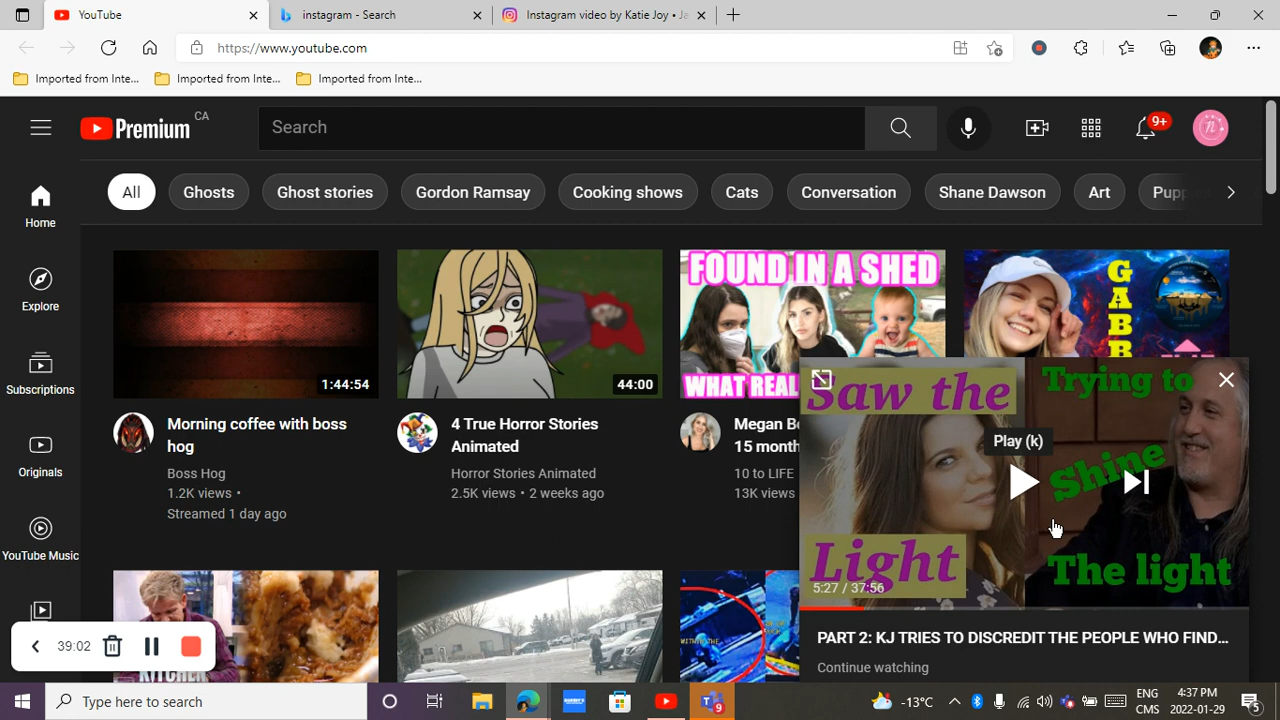 YouTube
instagram - Search
Instagram video by Katie Joy • Ja
https://www.youtube.com
Imported from Inte...
Imported from Inte...
Imported from Inte...
Premium
CA
Search
9+
All
Ghosts
Ghost stories
Gordon Ramsay
Cooking shows
Cats
Conversation
Shane Dawson
Art
Home
Explore
Subscriptions
Originals
YouTube Music
1:44:54
Morning coffee with boss
hog
Boss Hog
1.2K views •
Streamed 1 day ago
44:00
4 True Horror Stories
Animated
Horror Stories Animated
2.5K views • 2 weeks ago
FOUND IN A SHED
WHAT REAL
Megan B
15 month
10 to LIFE
13K views
G
A
B
B
Saw the
Light
Trying to
Shine
The light
Play (k)
5:27 / 37:56
PART 2: KJ TRIES TO DISCREDIT THE PEOPLE WHO FIND...
Continue watching
WITHIN THE
KITCHEN
39:02
Type here to search
9
-13°C
ENG
CMS
4:37 PM
2022-01-29
5